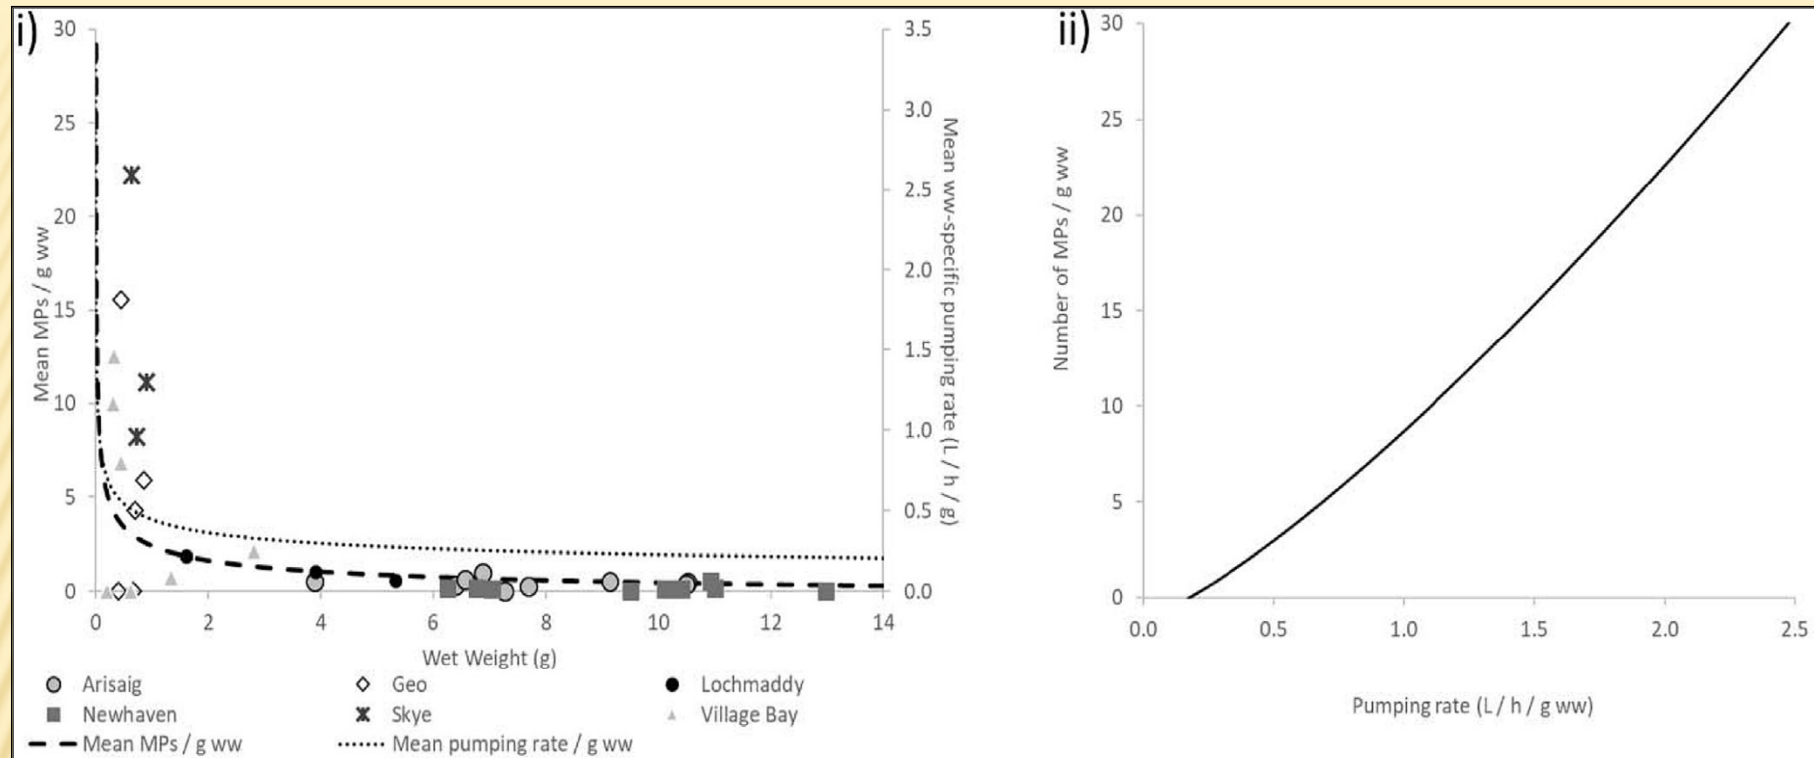 i)
30
25
20
15
10
5
0
Mean MPs / g ww
3.5
3.0
2.5
2.0
1.5
1.0
0.5
0.0
Mean ww-specific pumping rate (L / h / g)
0 2 4 6 8 10 12 14
Wet Weight (g)
Arisaig Geo Lochmaddy
Newhaven Skye Village Bay
Mean MPs / g ww Mean pumping rate / g ww
ii)
30
25
20
15
10
5
0
Number of MPs / g ww
0.0 0.5 1.0 1.5 2.0 2.5
Pumping rate (L / h / g ww)